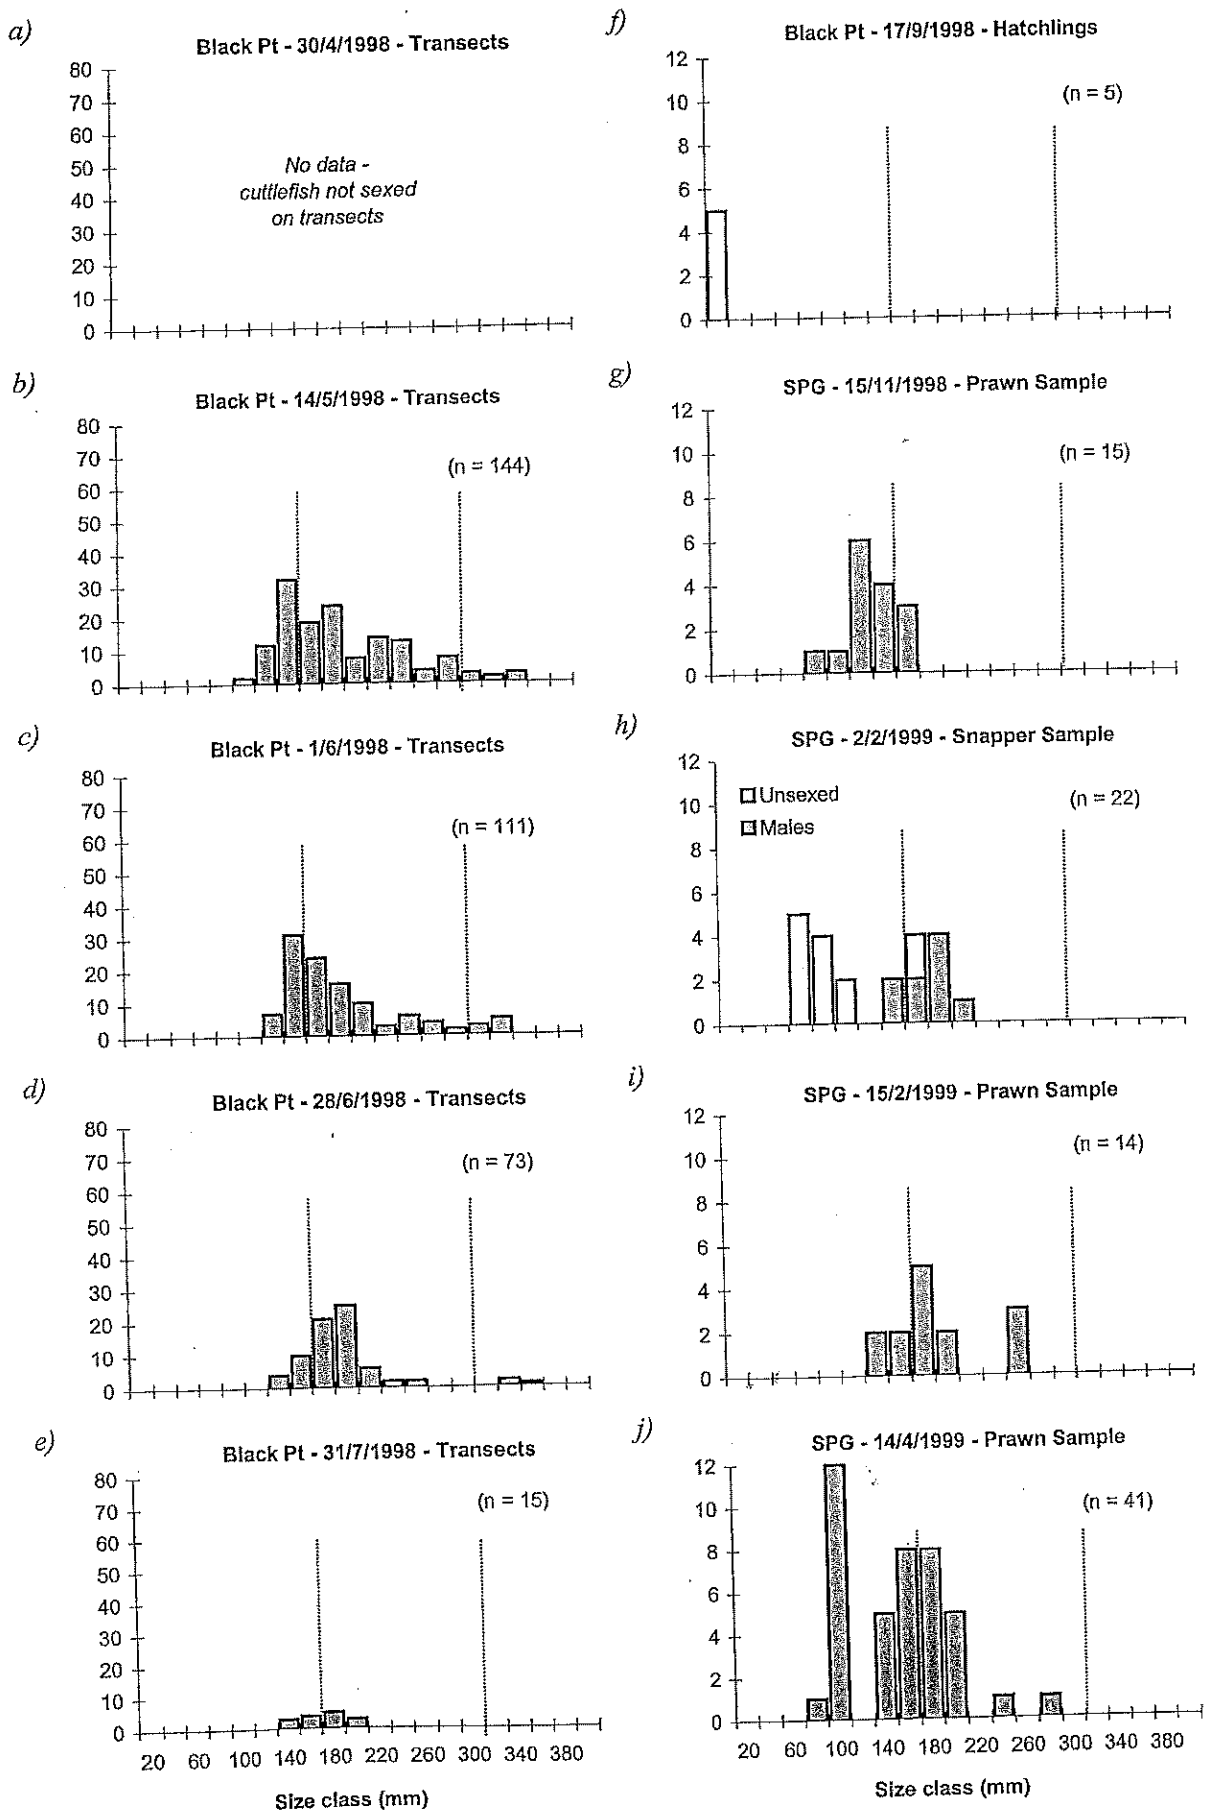 a)
Black Pt - 30/4/1998 - Transects
80
70
60
50
40
30
20
10
0
No data -
cuttlefish not sexed
on transects
b)
Black Pt - 14/5/1998 - Transects
80
70
60
50
40
30
20
10
0
(n = 144)
c)
Black Pt - 1/6/1998 - Transects
80
70
60
50
40
30
20
10
0
(n = 111)
d)
Black Pt - 28/6/1998 - Transects
80
70
60
50
40
30
20
10
0
(n = 73)
e)
Black Pt - 31/7/1998 - Transects
80
70
60
50
40
30
20
10
0
(n = 15)
20 60 100 140 180 220 260 300 340 380
Size class (mm)
f)
Black Pt - 17/9/1998 - Hatchlings
12
10
8
6
4
2
0
(n = 5)
g)
SPG - 15/11/1998 - Prawn Sample
12
10
8
6
4
2
0
(n = 15)
h)
SPG - 2/2/1999 - Snapper Sample
12
10
8
6
4
2
0
Unsexed
Males
(n = 22)
i)
SPG - 15/2/1999 - Prawn Sample
12
10
8
6
4
2
0
(n = 14)
j)
SPG - 14/4/1999 - Prawn Sample
12
10
8
6
4
2
0
(n = 41)
20 60 100 140 180 220 260 300 340 380
Size class (mm)